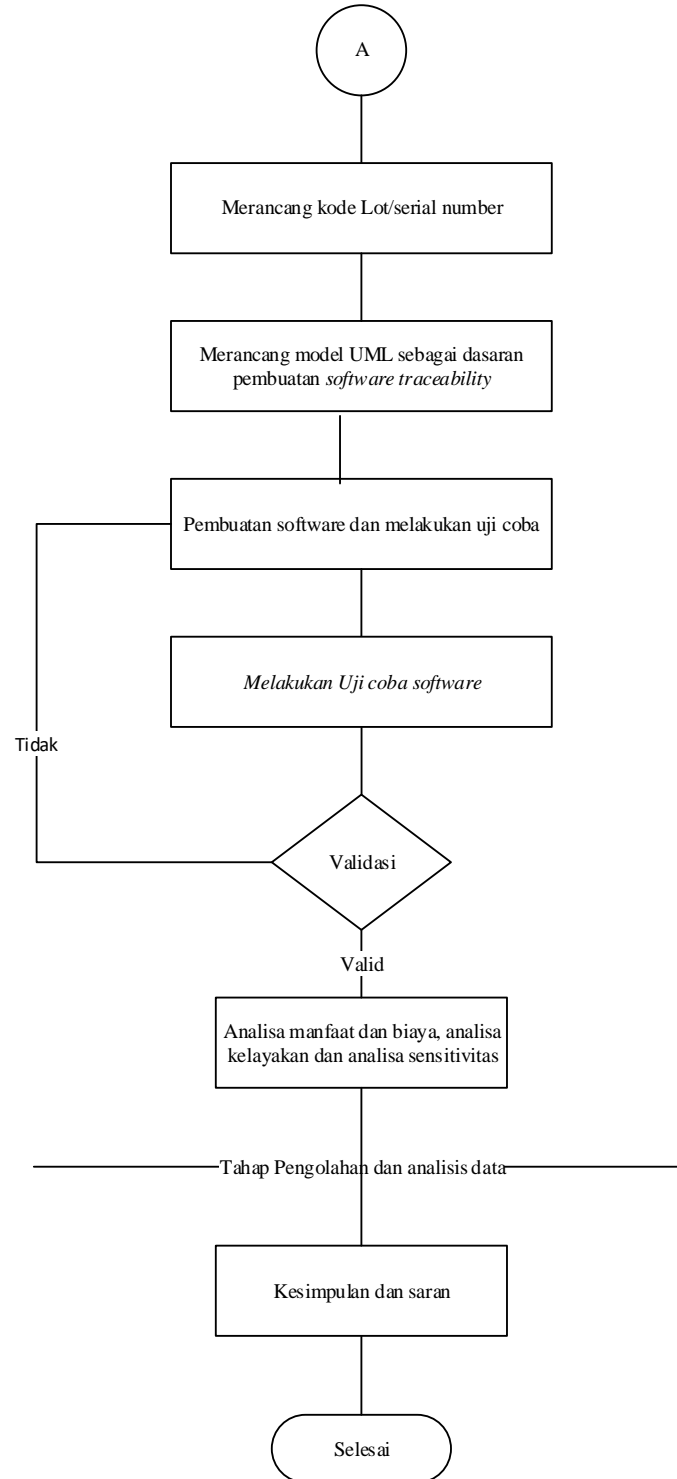 A
Merancang kode Lot/serial number
Merancang model UML sebagai dasaran
pembuatan software traceability
Pembuatan software dan melakukan uji coba
Melakukan Uji coba software
Tidak
Validasi
Valid
Analisa manfaat dan biaya, analisa
kelayakan dan analisa sensitivitas
Tahap Pengolahan dan analisis data
Kesimpulan dan saran
Selesai